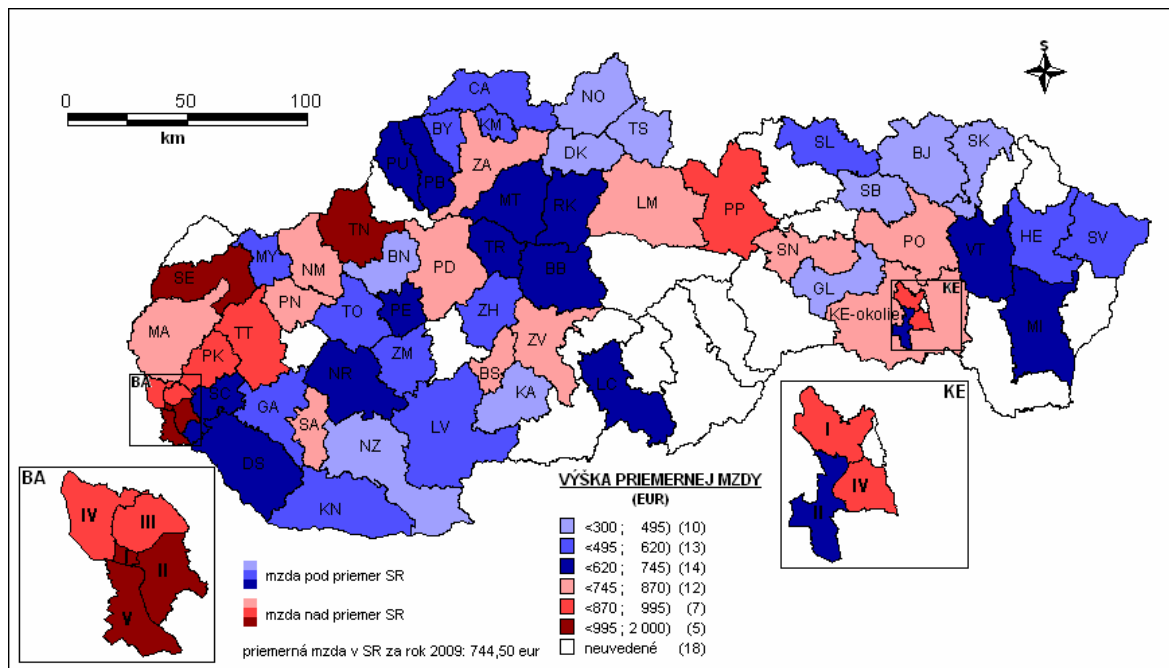 S
0 50 100
km
CA
NO
BY
KM
TS
PU
PB
ZA
DK
SL
BJ
SK
SB
MT
RK
LM
PP
TN
BN
TR
BB
PD
SN
PO
VT
HE
SV
SE
MY
NM
PN
TO
PE
ZH
GL
KE
KE-okolie
MI
MA
TT
PK
NR
ZM
BS
ZV
LC
BA
SC
GA
SA
KA
LV
NZ
DS
KN
KE
I
IV
II
BA
IV
III
I
II
V
VÝŠKA PRIEMERNEJ MZDY
(EUR)
<300 ; 495) (10)
<495 ; 620) (13)
<620 ; 745) (14)
<745 ; 870) (12)
<870 ; 995) (7)
<995 ; 2 000) (5)
neuvedené (18)
mzda pod priemer SR
mzda nad priemer SR
priemerná mzda v SR za rok 2009: 744,50 eur